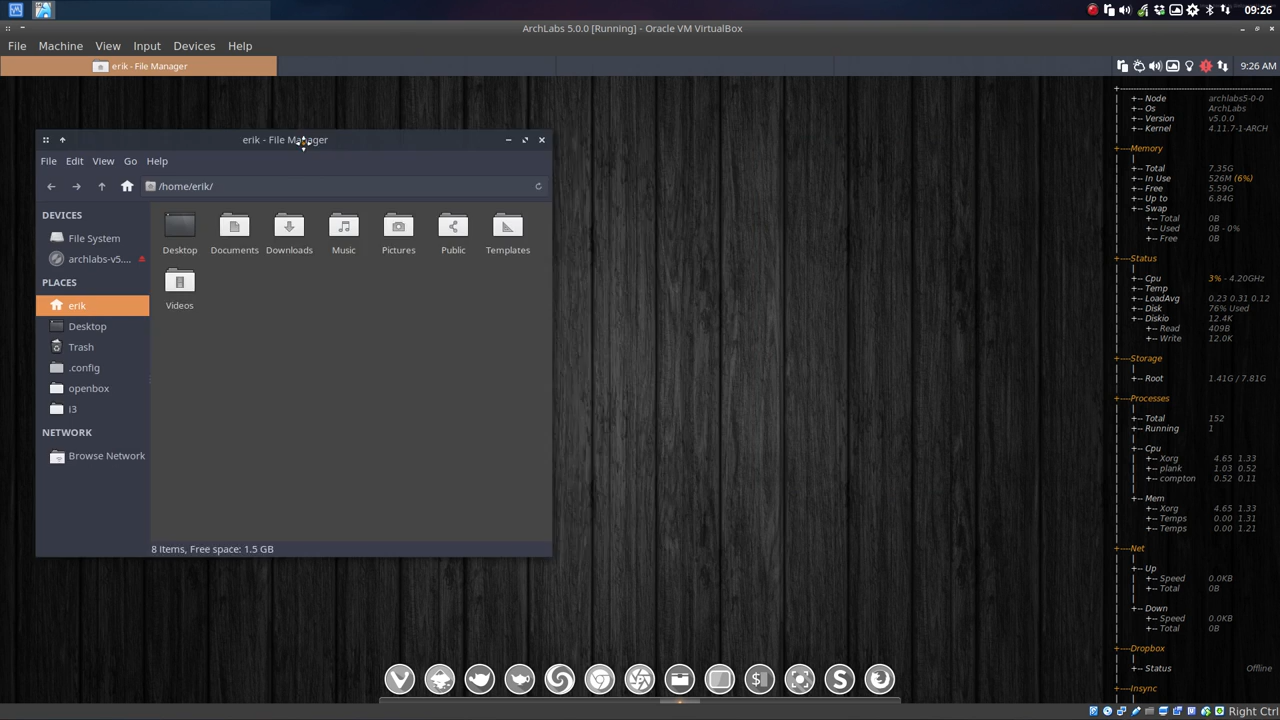 09:26
ArchLabs 5.0.0 [Running] - Oracle VM VirtualBox
File Machine View Input Devices Help
erik - File Manager
9:26 AM
erik - File Manager
File Edit View Go Help
/home/erik/
DEVICES
File System
archlabs-v5....
PLACES
erik
Desktop
Trash
.config
openbox
i3
NETWORK
Browse Network
Desktop Documents Downloads Music Pictures Public Templates
Videos
8 items, Free space: 1.5 GB
+-- Node archlabs5-0-0
+-- Os ArchLabs
+-- Version v5.0.0
+-- Kernel 4.11.7-1-ARCH
+----Memory
+-- Total 7.35G
+-- In Use 526M (6%)
+-- Free 5.59G
+-- Up to 6.84G
+-- Swap
+-- Total 0B
+-- Used 0B - 0%
+-- Free 0B
+----Status
+-- Cpu 3% - 4.20GHz
+-- Temp
+-- LoadAvg 0.23 0.31 0.12
+-- Disk 76% Used
+-- Diskio 12.4K
+-- Read 409B
+-- Write 12.0K
+----Storage
+-- Root 1.41G / 7.81G
+----Processes
+-- Total 152
+-- Running 1
+-- Cpu
+-- Xorg 4.65 1.33
+-- plank 1.03 0.52
+-- compton 0.52 0.11
+-- Mem
+-- Xorg 4.65 1.33
+-- Temps 0.00 1.31
+-- Temps 0.00 1.21
+----Net
+-- Up
+-- Speed 0.0KB
+-- Total 0B
+-- Down
+-- Speed 0.0KB
+-- Total 0B
+----Dropbox
+-- Status Offline
+----Insync
Right Ctrl